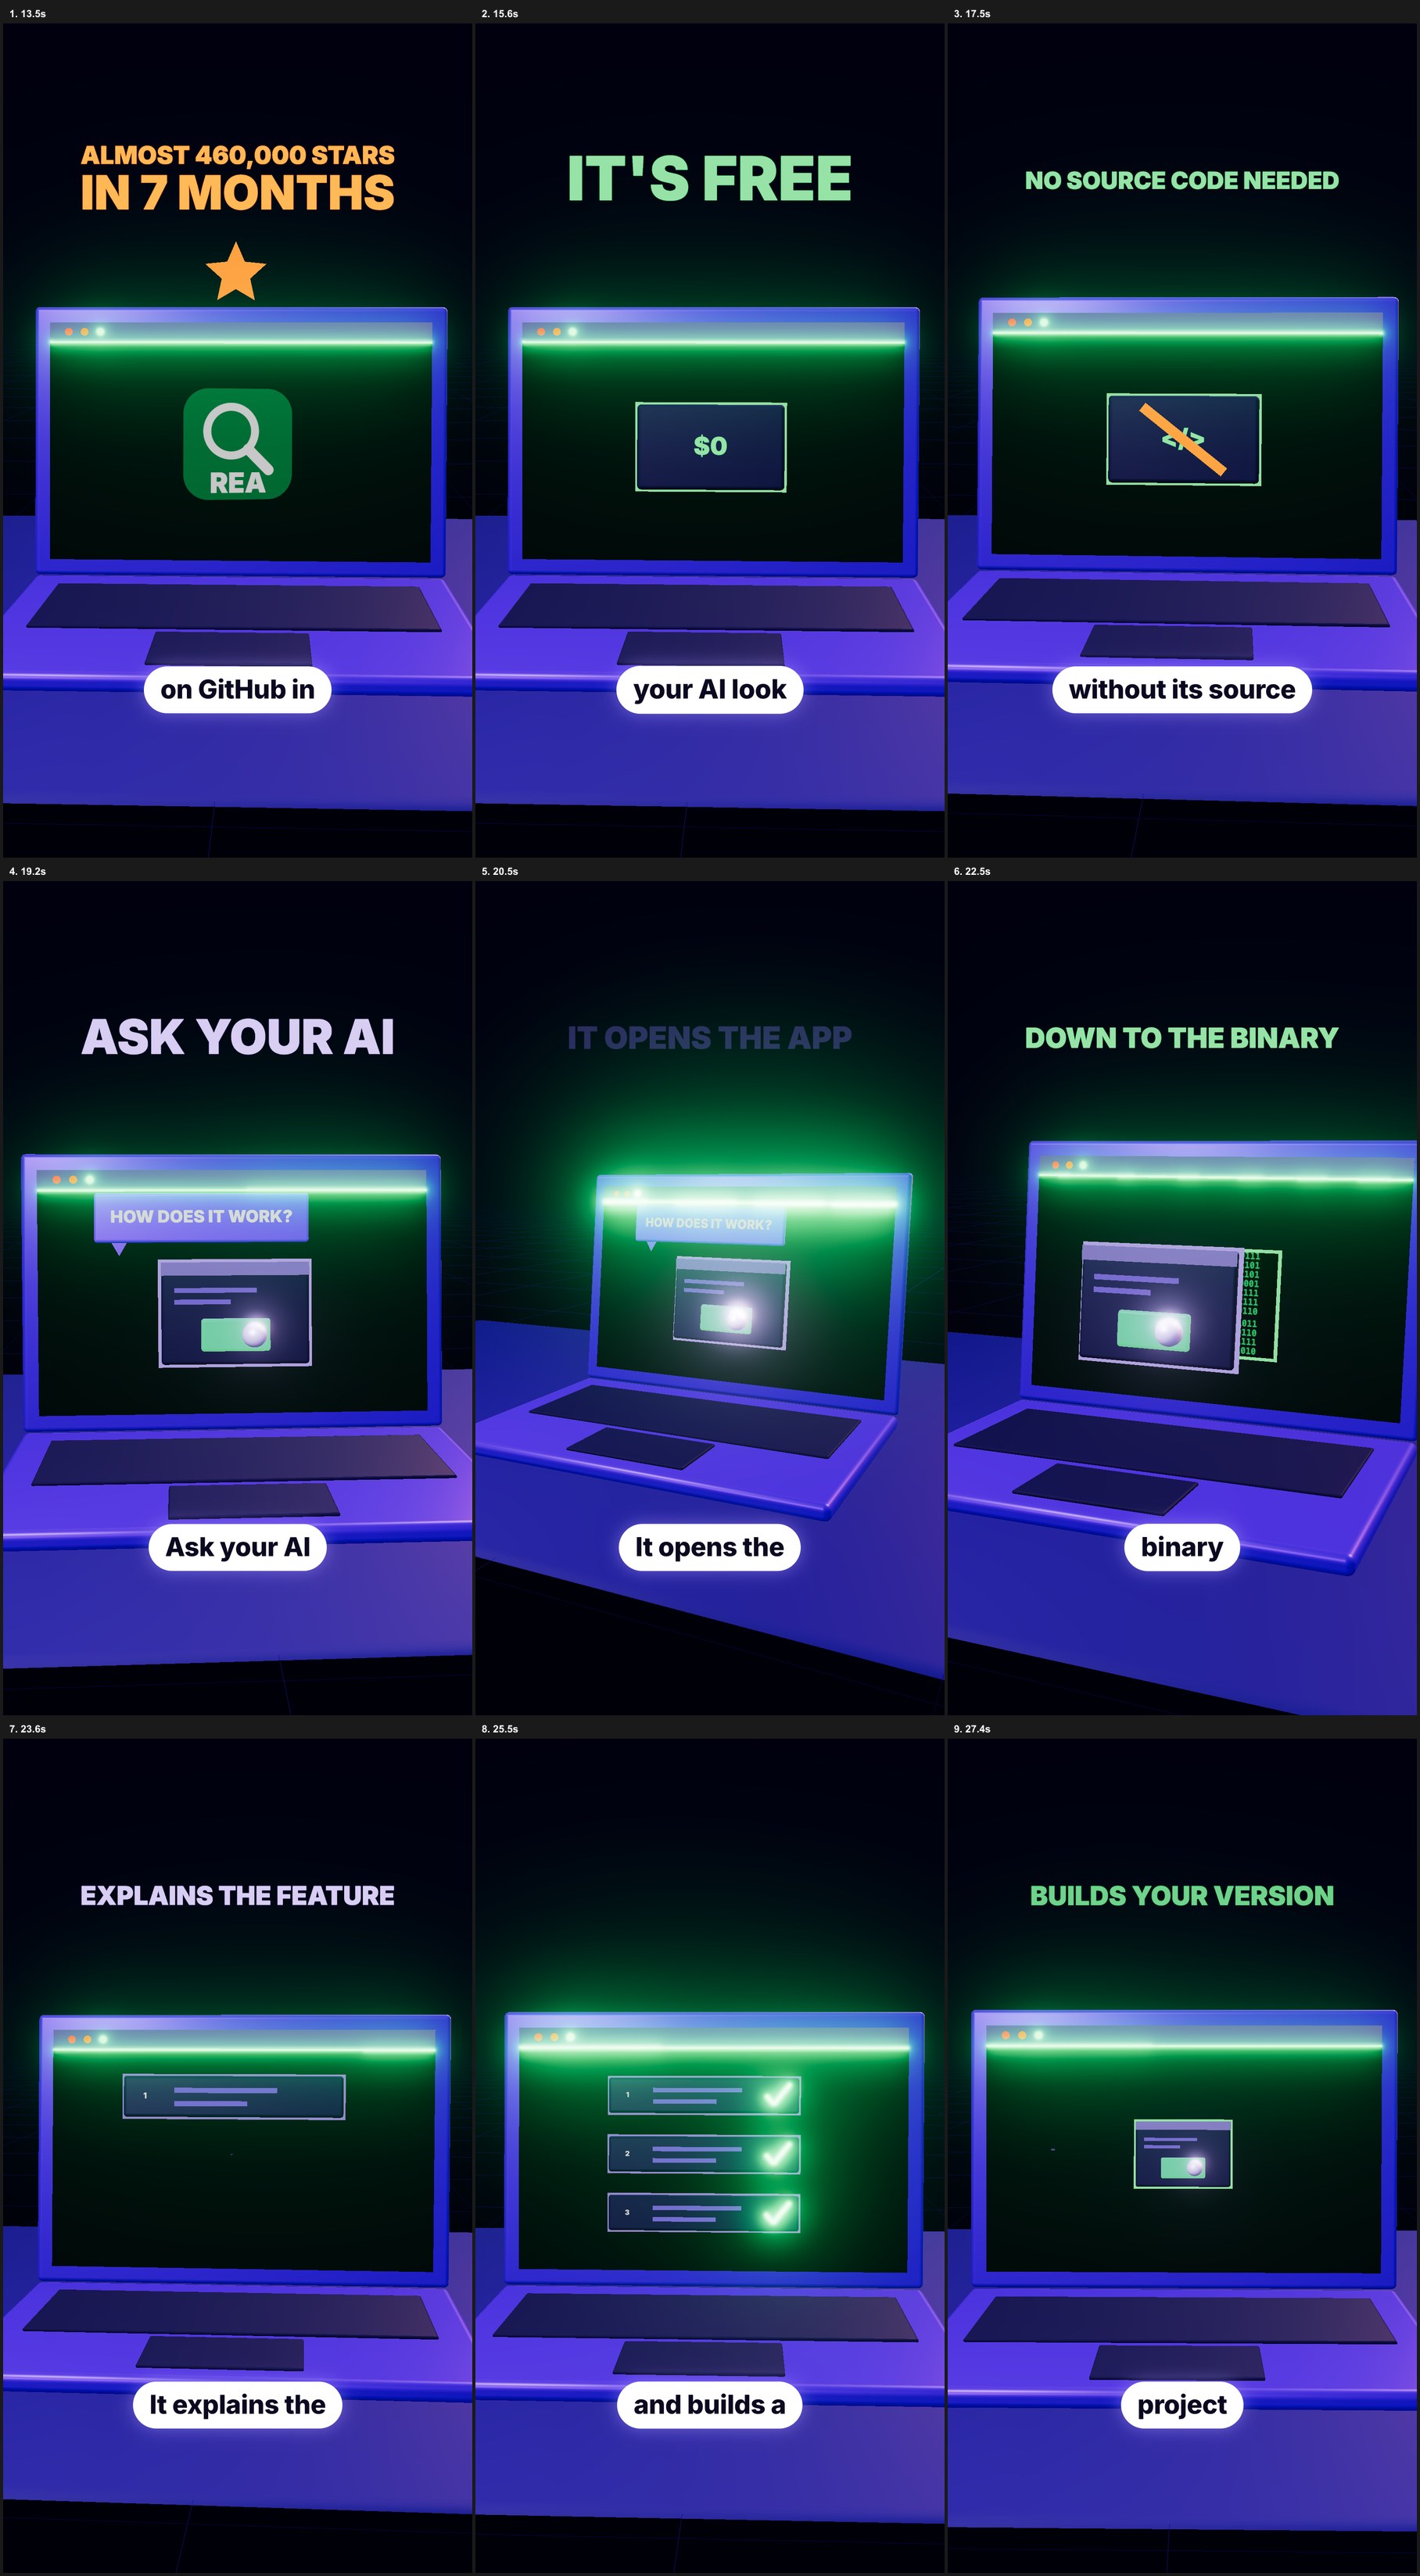 1. 13.5s
ALMOST 460,000 STARS
IN 7 MONTHS
REA
on GitHub in
2. 15.6s
IT'S FREE
$0
your AI look
3. 17.5s
NO SOURCE CODE NEEDED
</>
without its source
4. 19.2s
ASK YOUR AI
HOW DOES IT WORK?
Ask your AI
5. 20.5s
IT OPENS THE APP
HOW DOES IT WORK?
It opens the
6. 22.5s
DOWN TO THE BINARY
binary
7. 23.6s
EXPLAINS THE FEATURE
1
It explains the
8. 25.5s
1
2
3
and builds a
9. 27.4s
BUILDS YOUR VERSION
project